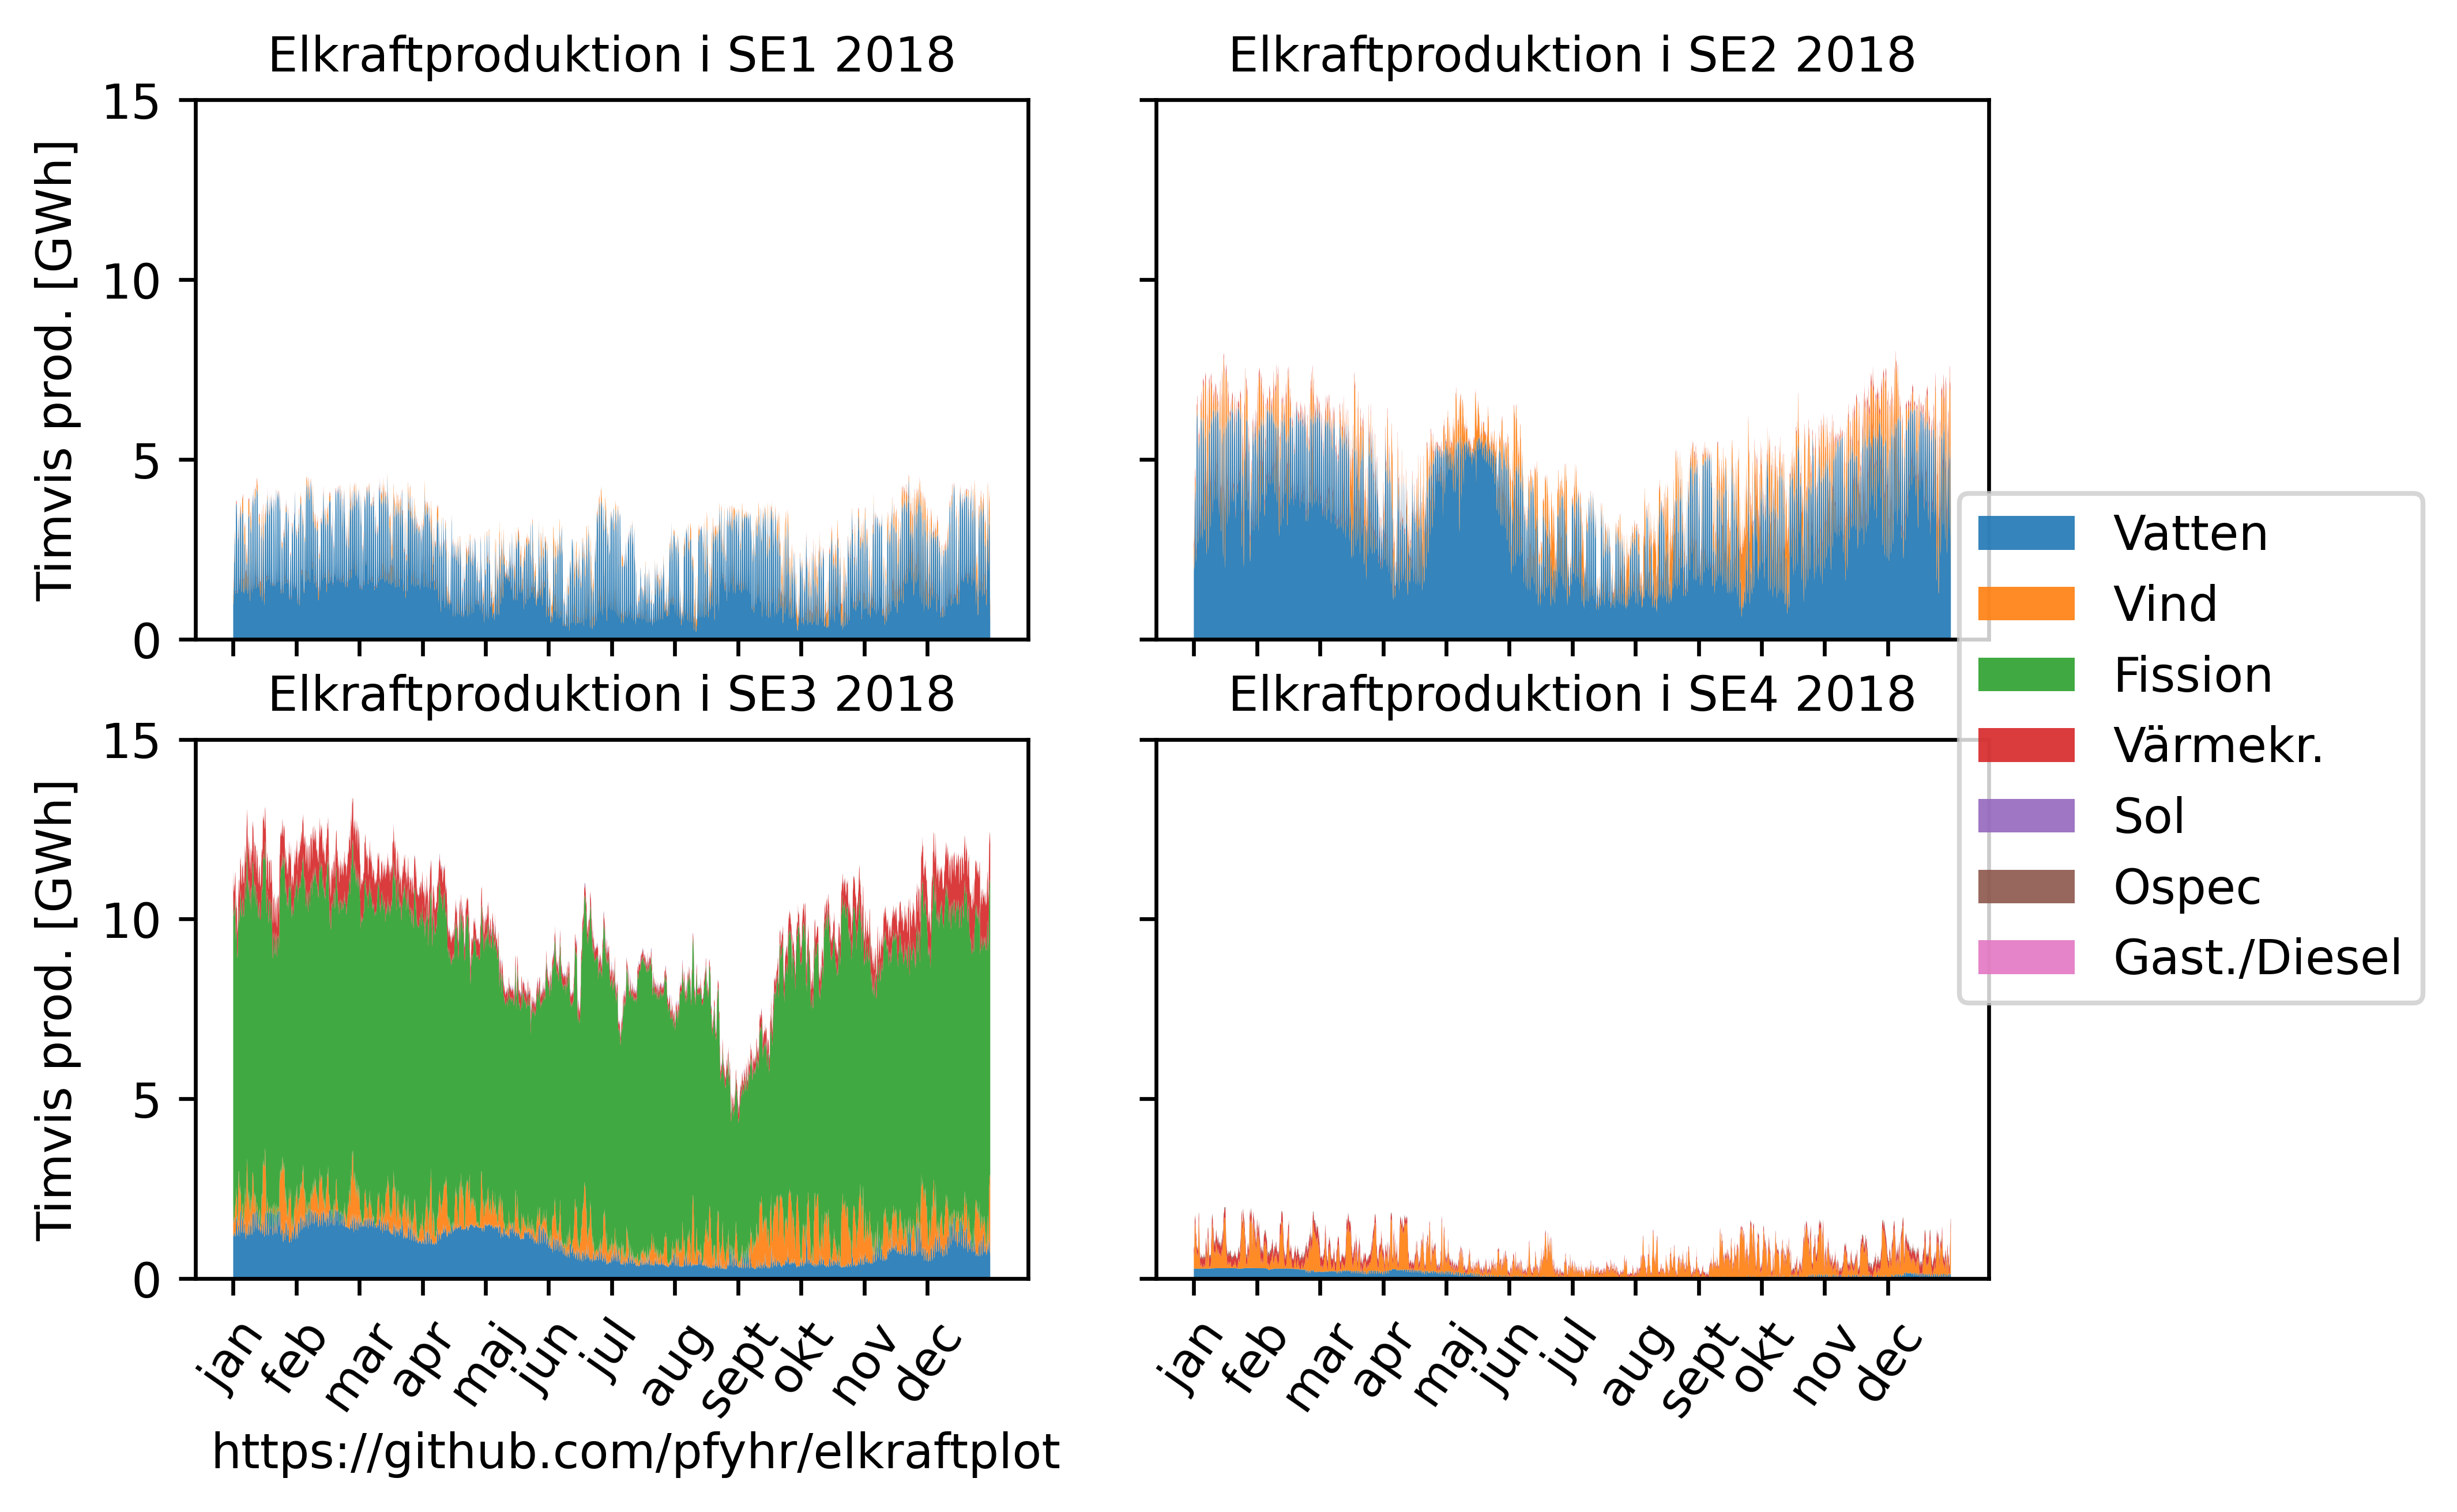 Elkraftproduktion i SE1 2018
Timvis prod. [GWh]
15
10
5
0
Elkraftproduktion i SE2 2018
Elkraftproduktion i SE3 2018
Timvis prod. [GWh]
15
10
5
0
jan feb mar apr maj jun jul aug sept okt nov dec
Elkraftproduktion i SE4 2018
jan feb mar apr maj jun jul aug sept okt nov dec
Vatten
Vind
Fission
Värmekr.
Sol
Ospec
Gast./Diesel
https://github.com/pfyhr/elkraftplot